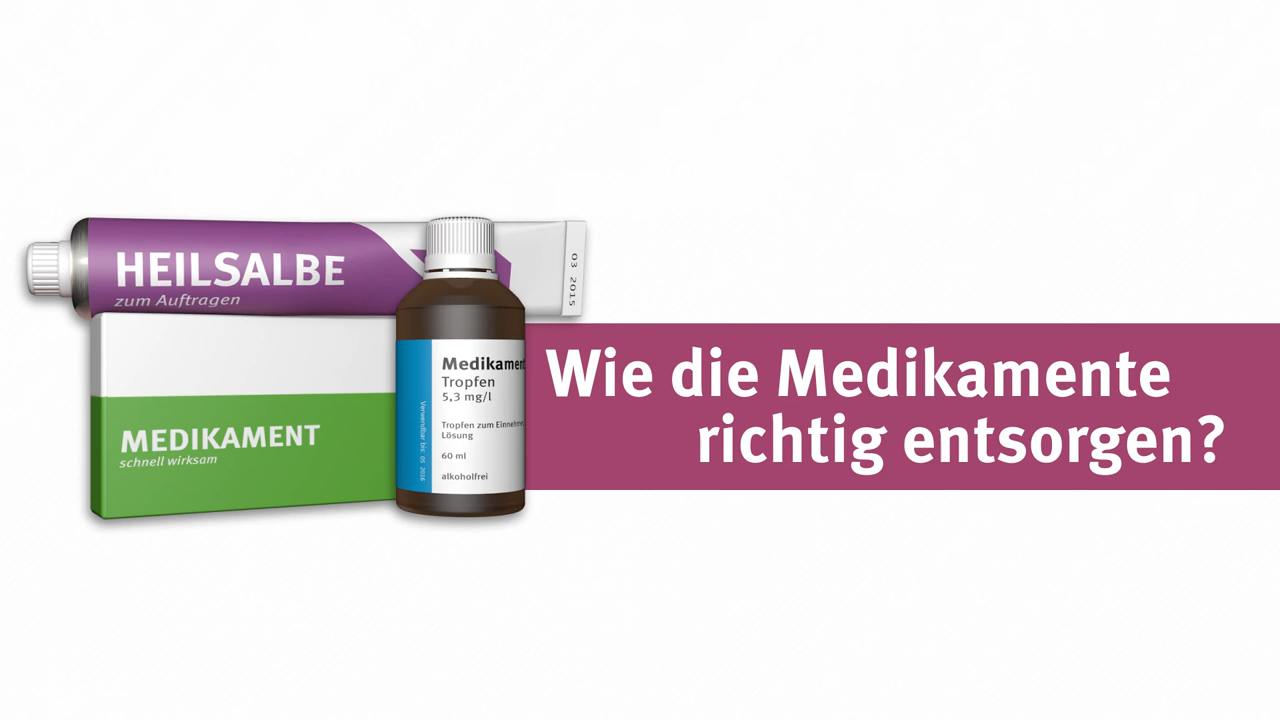 HEILSALBE
zum Auftragen
03 2015
MEDIKAMENT
schnell wirksam
Medikament
Tropfen
5,3 mg/l
Tropfen zum Einnehmen
Lösung
60 ml
alkoholfrei
Verwendbar bis: 05 2016
Wie die Medikamente
richtig entsorgen?